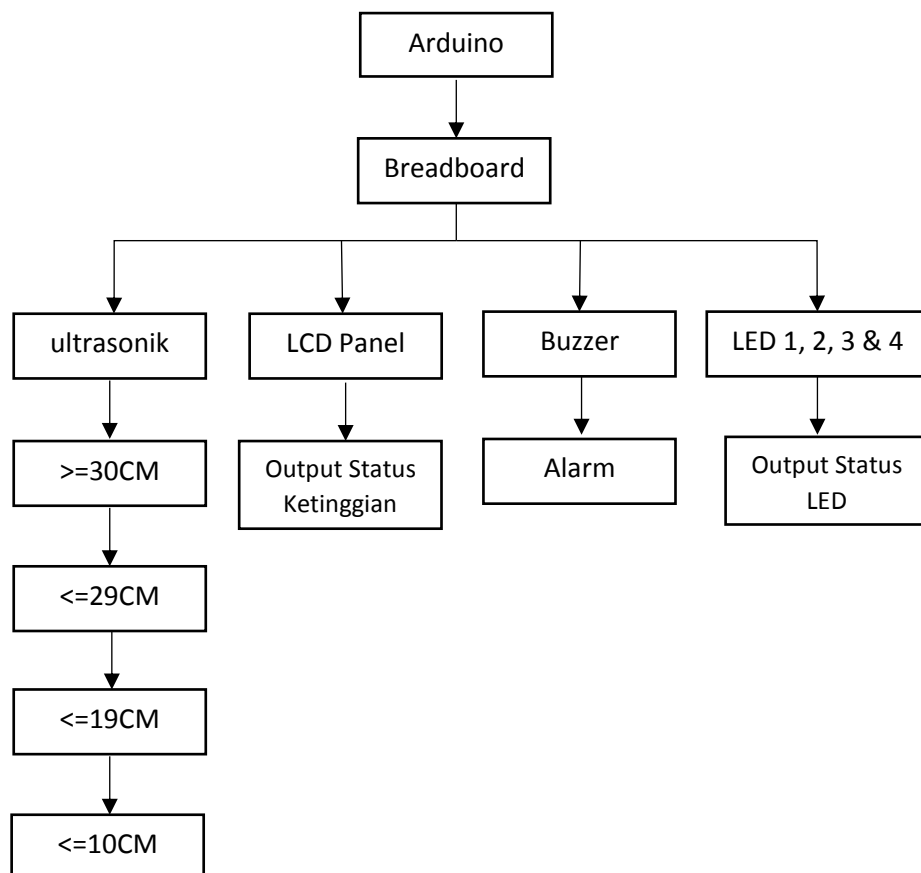 Arduino
Breadboard
ultrasonik
LCD Panel
Buzzer
LED 1, 2, 3 & 4
>=30CM
Output Status
Ketinggian
Alarm
Output Status
LED
<=29CM
<=19CM
<=10CM